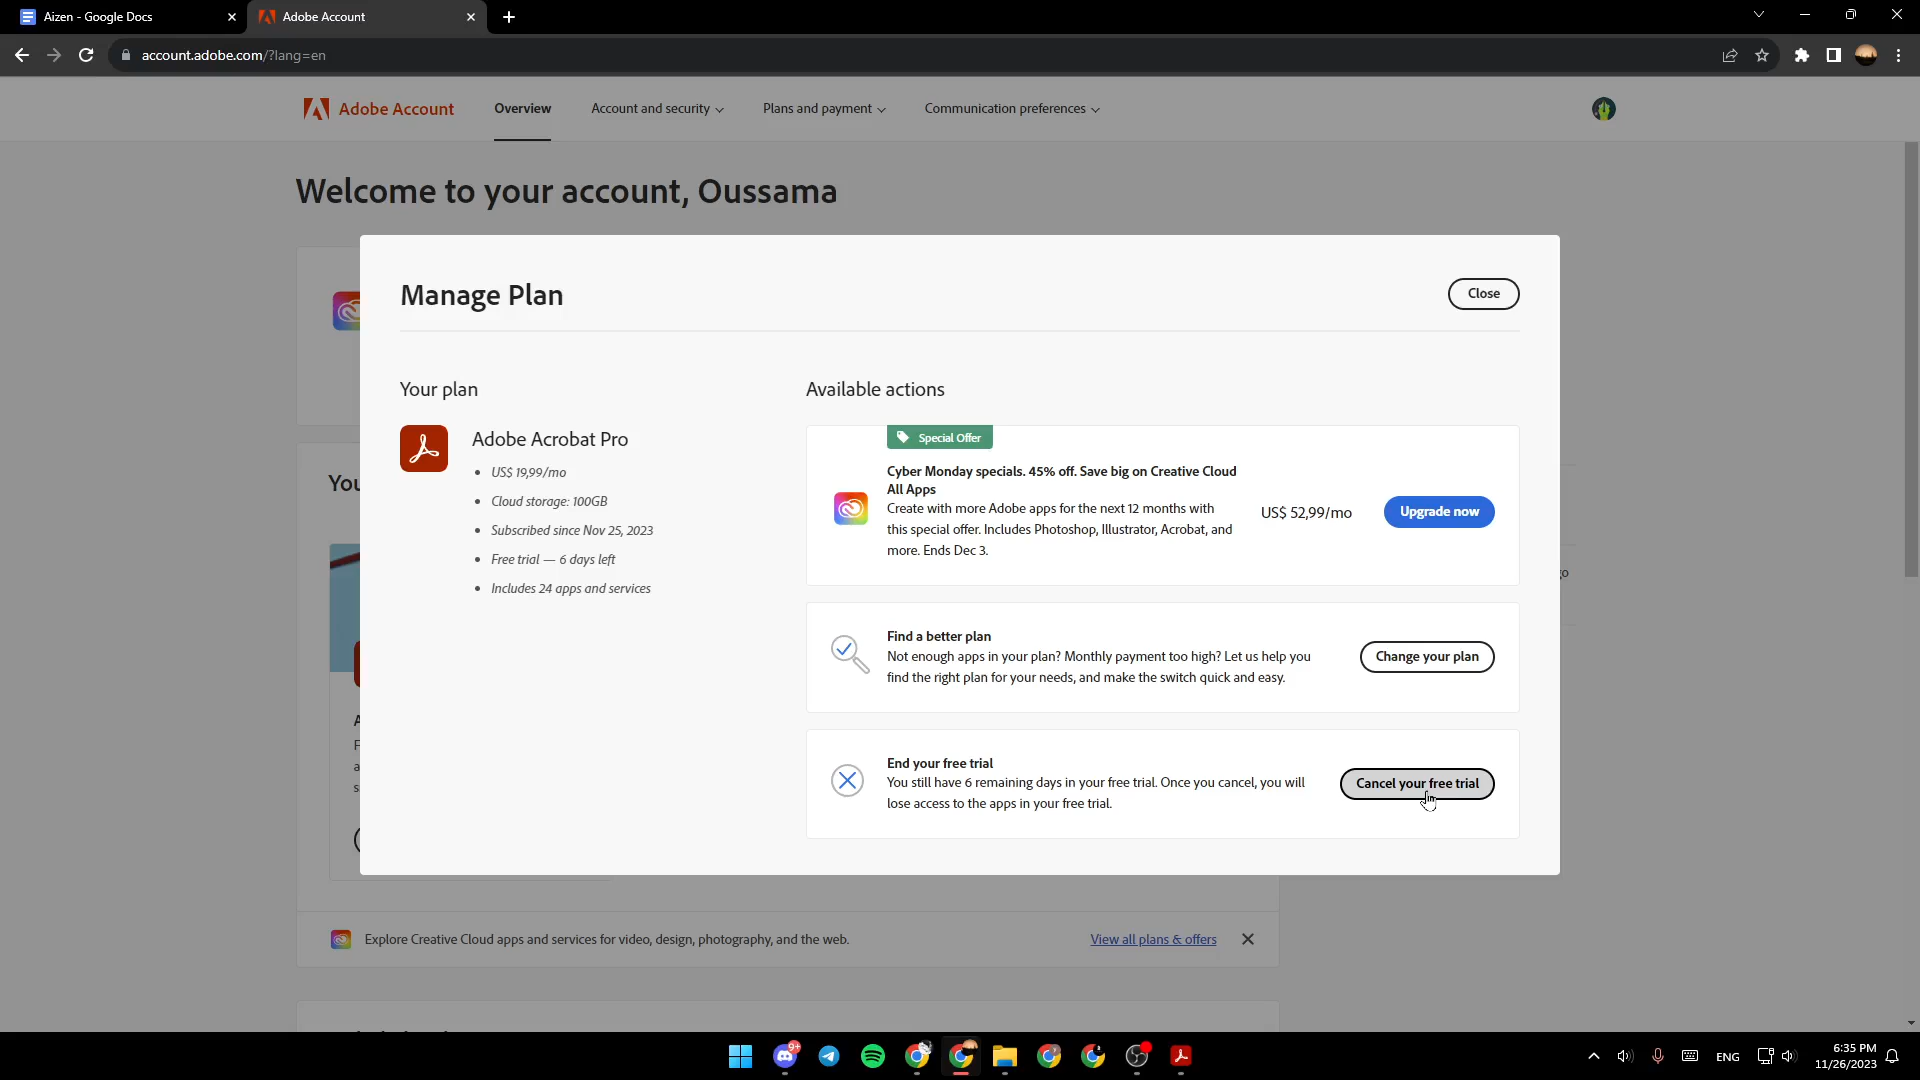 Aizen - Google Docs
Adobe Account
account.adobe.com/?lang=en
Adobe Account
Overview
Account and security
Plans and payment
Communication preferences
Welcome to your account, Oussama
Manage Plan
Close
Your plan
Adobe Acrobat Pro
US$ 19,99/mo
Cloud storage: 100GB
Subscribed since Nov 25, 2023
Free trial — 6 days left
Includes 24 apps and services
Available actions
Special Offer
Cyber Monday specials. 45% off. Save big on Creative Cloud
All Apps
Create with more Adobe apps for the next 12 months with
this special offer. Includes Photoshop, Illustrator, Acrobat, and
more. Ends Dec 3.
US$ 52,99/mo
Upgrade now
Find a better plan
Not enough apps in your plan? Monthly payment too high? Let us help you
find the right plan for your needs, and make the switch quick and easy.
Change your plan
End your free trial
You still have 6 remaining days in your free trial. Once you cancel, you will
lose access to the apps in your free trial.
Cancel your free trial
Explore Creative Cloud apps and services for video, design, photography, and the web.
View all plans & offers
9+
ENG
6:35 PM
11/26/2023